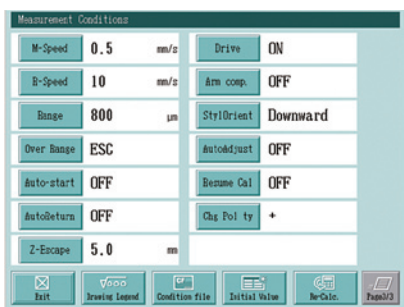 Measurement Conditions
M-Speed 0.5 mm/s Drive ON
R-Speed 10 mm/s Arm comp. OFF
Range 800 μm StylOrient Downward
Over Range ESC AutoAdjust OFF
Auto-start OFF Resume Cal OFF
AutoReturn OFF Chg Pol ty +
Z-Escape 5.0 mm
Exit Drawing Legend Condition file Initial Value Re-Calc. Page3/3